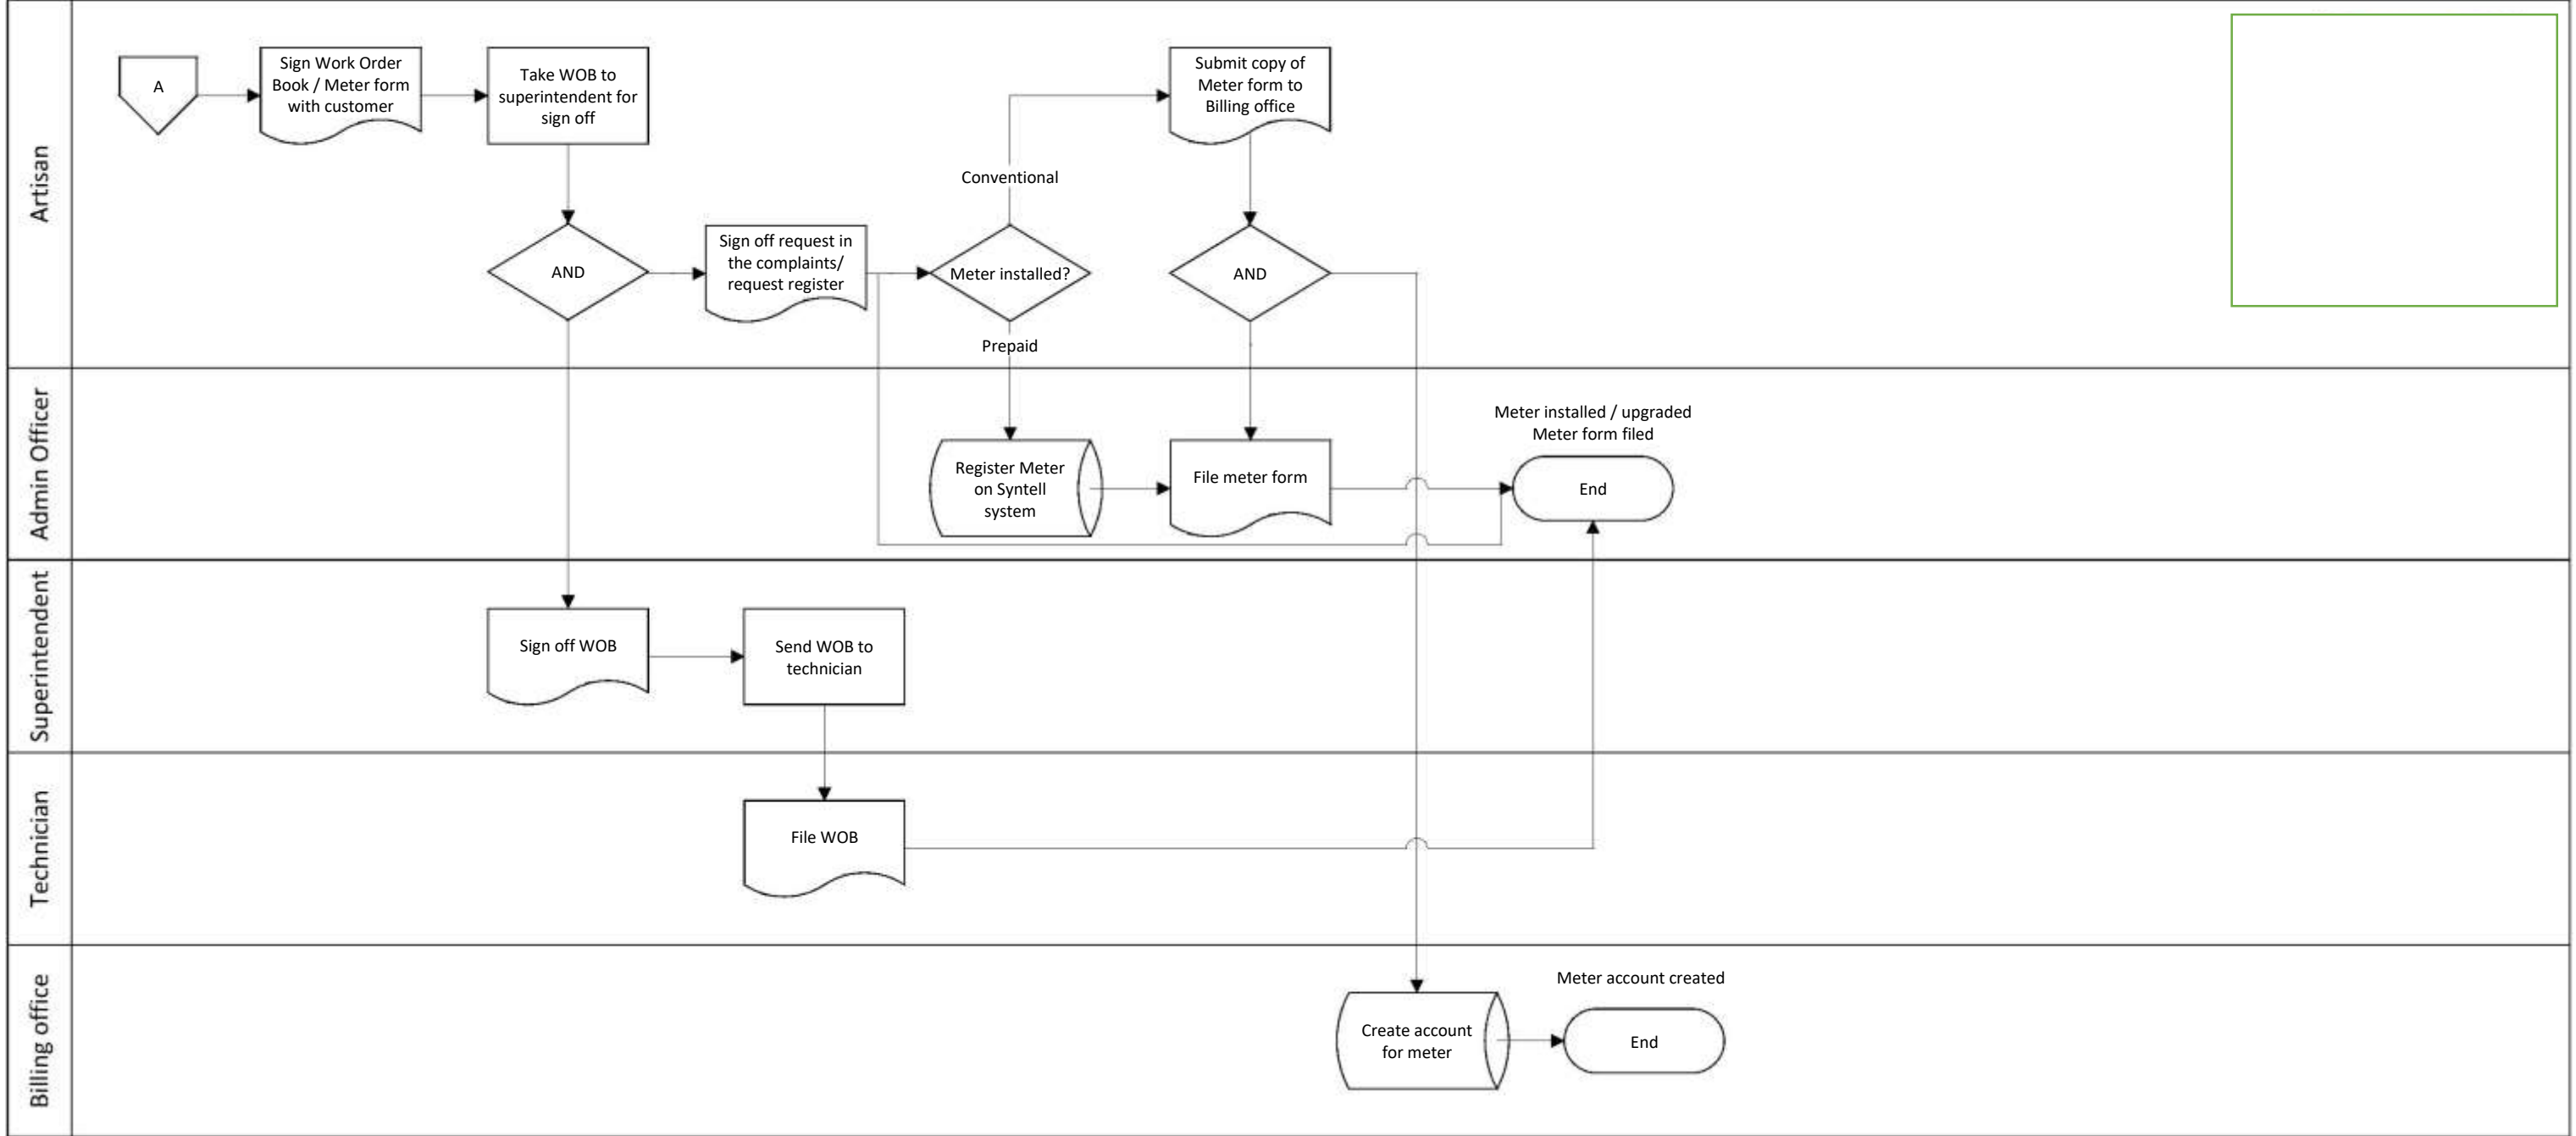 Artisan
A
Sign Work Order
Book / Meter form
with customer
Take WOB to
superintendent for
sign off
Submit copy of
Meter form to
Billing office
Conventional
AND
Sign off request in
the complaints/
request register
Meter installed?
AND
Prepaid
Admin Officer
Meter installed / upgraded
Meter form filed
Register Meter
on Syntell
system
File meter form
End
Superintendent
Sign off WOB
Send WOB to
technician
Technician
File WOB
Billing office
Meter account created
Create account
for meter
End